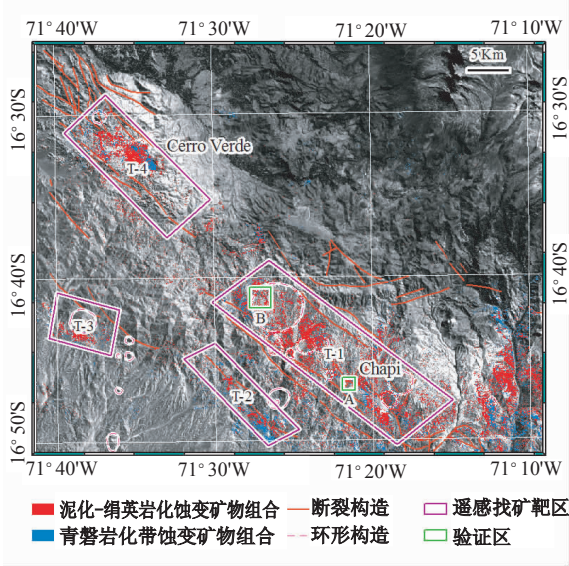 71°40′W 71°30′W 71°20′W 71°10′W
5 Km
16°30′S 16°30′S
Cerro Verde
T-4
16°40′S 16°40′S
B
T-3
T-1
Chapi
T-2
A
16°50′S 16°50′S
71°40′W 71°30′W 71°20′W 71°10′W
泥化-绢英岩化蚀变矿物组合 断裂构造 遥感找矿靶区
青磐岩化带蚀变矿物组合 环形构造 验证区